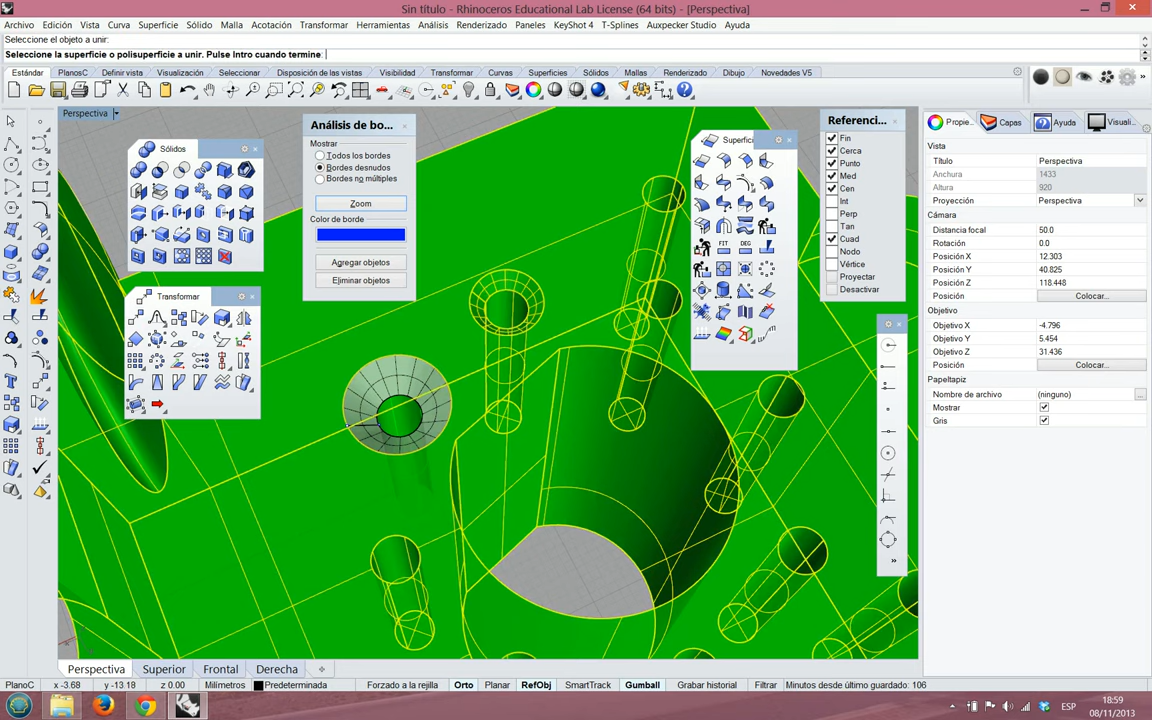 Sin título - Rhinoceros Educational Lab License (64 bits) - [Perspectiva]
Archivo Edición Vista Curva Superficie Sólido Malla Acotación Transformar Herramientas Análisis Renderizado Paneles KeyShot 4 T-Splines Auxpecker Studio Ayuda
Seleccione el objeto a unir:
Seleccione la superficie o polisuperficie a unir. Pulse Intro cuando termine:
Estándar PlanosC Definir vista Visualización Seleccionar Disposición de las vistas Visibilidad Transformar Curvas Superficies Sólidos Mallas Renderizado Dibujo Novedades V5
Perspectiva
Sólidos
Transformar
Análisis de bo...
Mostrar
Todos los bordes
Bordes desnudos
Bordes no múltiples
Zoom
Color de borde
Agregar objetos
Eliminar objetos
Superfici
FIT DEG
Referenci...
Fin
Cerca
Punto
Med
Cen
Int
Perp
Tan
Cuad
Nodo
Vértice
Proyectar
Desactivar
Propie... Capas Ayuda Visuali...
Vista
Título Perspectiva
Anchura 1433
Altura 920
Proyección Perspectiva
Cámara
Distancia focal 50.0
Rotación 0.0
Posición X 12.303
Posición Y 40.825
Posición Z 118.448
Posición Colocar...
Objetivo
Objetivo X -4.796
Objetivo Y 5.454
Objetivo Z 31.436
Posición Colocar...
Papeltapiz
Nombre de archivo (ninguno) ...
Mostrar
Gris
Perspectiva Superior Frontal Derecha
PlanoC x -3.68 y -13.18 z 0.00 Milímetros Predeterminada Forzado a la rejilla Orto Planar RefObj SmartTrack Gumball Grabar historial Filtrar Minutos desde último guardado: 106
ESP
18:59
08/11/2013